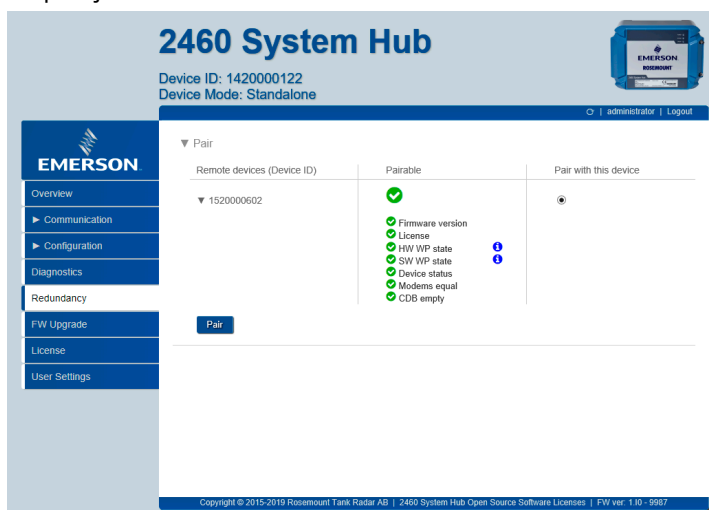 2460 System Hub
Device ID: 1420000122
Device Mode: Standalone
EMERSON
ROSEMOUNT
| administrator | Logout
EMERSON
▼ Pair
Remote devices (Device ID) Pairable Pair with this device
▼ 1520000602
Firmware version
License
HW WP state
SW WP state
Device status
Modems equal
CDB empty
Pair
Overview
► Communication
► Configuration
Diagnostics
Redundancy
FW Upgrade
License
User Settings
Copyright © 2015-2019 Rosemount Tank Radar AB | 2460 System Hub Open Source Software Licenses | FW ver: 1.I0 - 9987